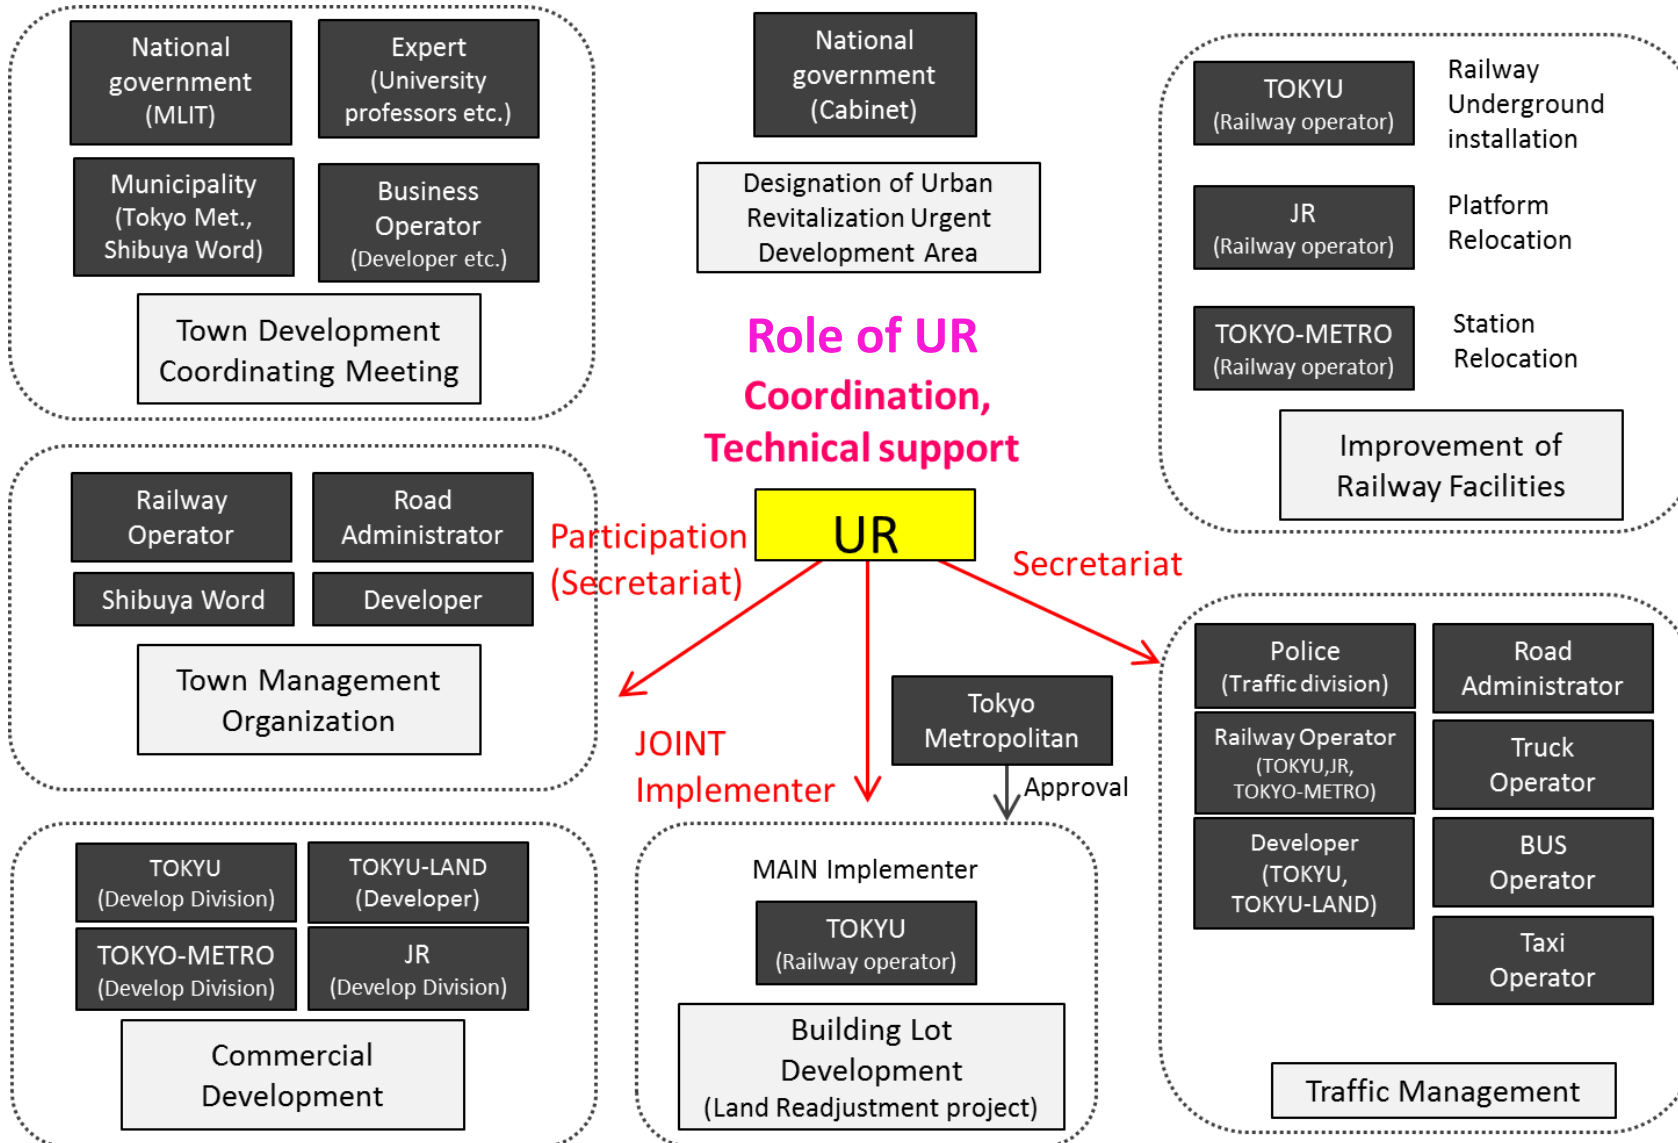 National
government
(MLIT)
Expert
(University
professors etc.)
Municipality
(Tokyo Met.,
Shibuya Word)
Business
Operator
(Developer etc.)
Town Development
Coordinating Meeting
National
government
(Cabinet)
Designation of Urban
Revitalization Urgent
Development Area
TOKYU
(Railway operator)
Railway
Underground
installation
JR
(Railway operator)
Platform
Relocation
TOKYO-METRO
(Railway operator)
Station
Relocation
Improvement of
Railway Facilities
Role of UR
Coordination,
Technical support
UR
Participation
(Secretariat)
Secretariat
JOINT
Implementer
Railway
Operator
Road
Administrator
Shibuya Word
Developer
Town Management
Organization
Tokyo
Metropolitan
Approval
Police
(Traffic division)
Road
Administrator
Railway Operator
(TOKYU,JR,
TOKYO-METRO)
Truck
Operator
Developer
(TOKYU,
TOKYU-LAND)
BUS
Operator
Taxi
Operator
Traffic Management
TOKYU
(Develop Division)
TOKYU-LAND
(Developer)
TOKYO-METRO
(Develop Division)
JR
(Develop Division)
Commercial
Development
MAIN Implementer
TOKYU
(Railway operator)
Building Lot
Development
(Land Readjustment project)